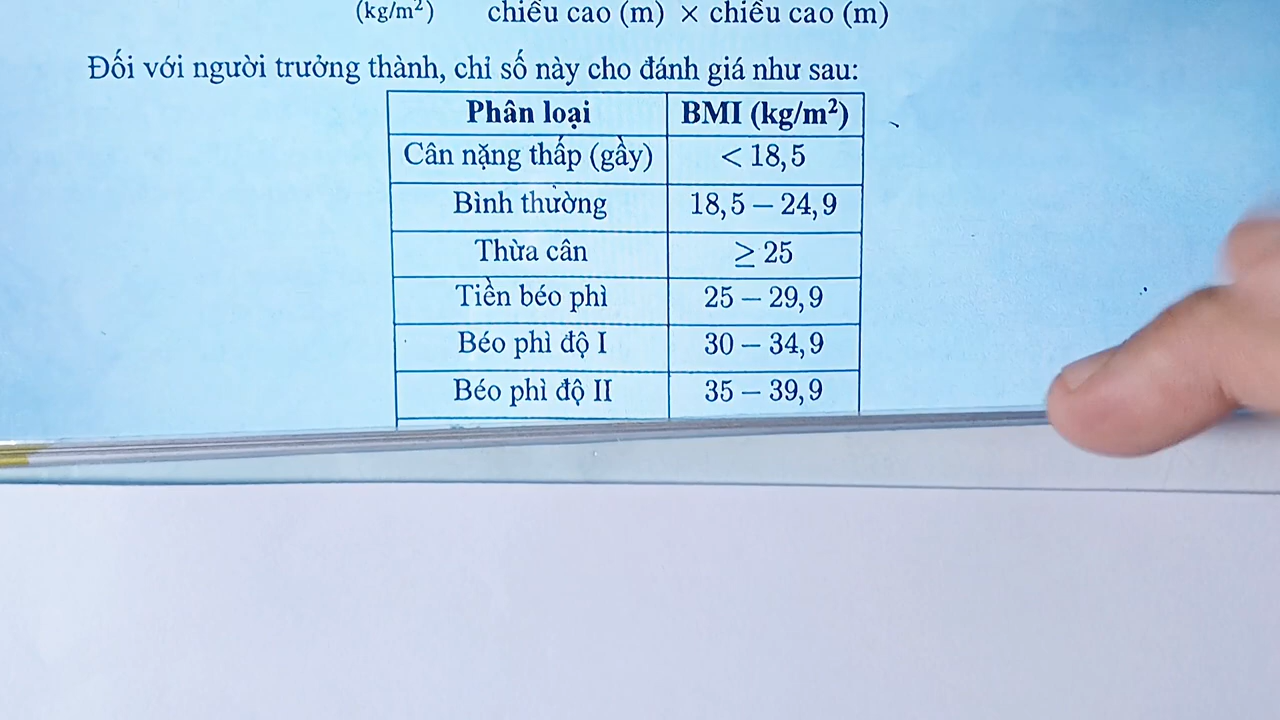 (kg/m²) chiều cao (m) × chiều cao (m)
Đối với người trưởng thành, chỉ số này cho đánh giá như sau:
Phân loại BMI (kg/m²)
Cân nặng thấp (gầy) < 18,5
Bình thường 18,5 – 24,9
Thừa cân ≥ 25
Tiền béo phì 25 – 29,9
Béo phì độ I 30 – 34,9
Béo phì độ II 35 – 39,9